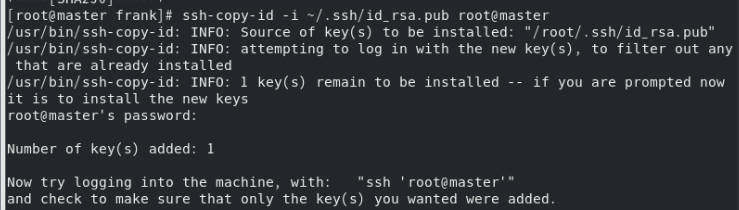 [root@master frank]# ssh-copy-id -i ~/.ssh/id_rsa.pub root@master
/usr/bin/ssh-copy-id: INFO: Source of key(s) to be installed: "/root/.ssh/id_rsa.pub"
/usr/bin/ssh-copy-id: INFO: attempting to log in with the new key(s), to filter out any
 that are already installed
/usr/bin/ssh-copy-id: INFO: 1 key(s) remain to be installed -- if you are prompted now
it is to install the new keys
root@master's password:

Number of key(s) added: 1

Now try logging into the machine, with:   "ssh 'root@master'"
and check to make sure that only the key(s) you wanted were added.